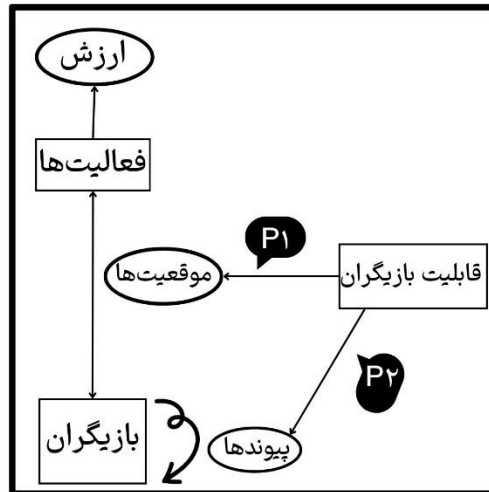 ارزش
فعالیت‌ها
P۱
موقعیت‌ها
قابلیت بازیگران
P۲
بازیگران
پیوندها